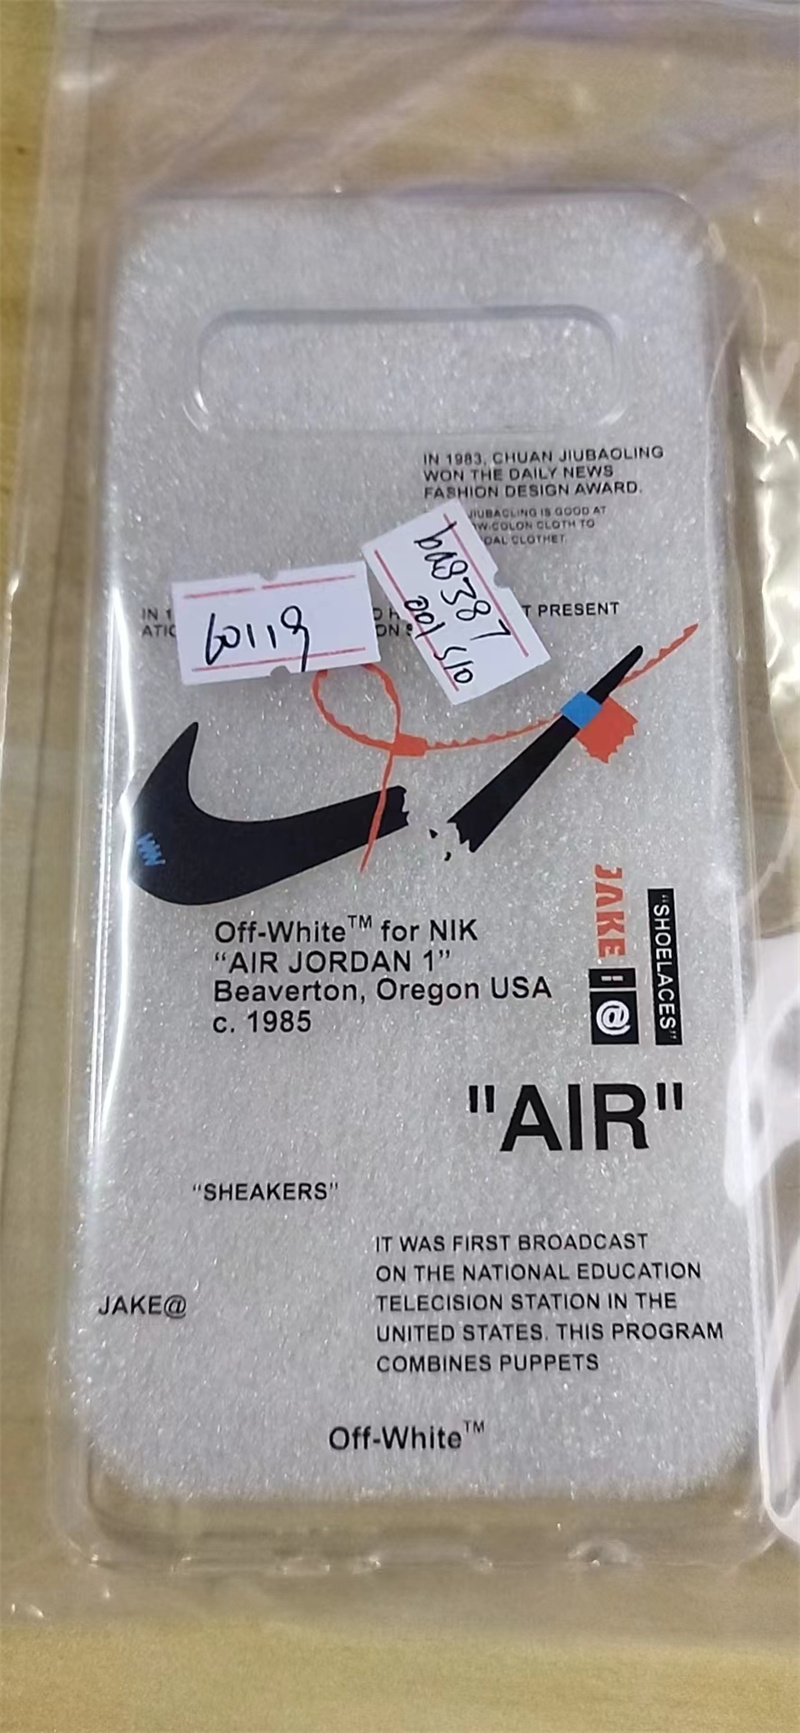 IN 1983, CHUAN JIUBAOLING
WON THE DAILY NEWS
FASHION DESIGN AWARD.
JIUBAOLING IS GOOD AT
COLON CLOTH TO
CLOTHET.
IN
PRESENT
60119
001 S10
JAKE
@
"SHOELACES"
Off-White™ for NIK
“AIR JORDAN 1”
Beaverton, Oregon USA
c. 1985
"AIR"
“SHEAKERS”
IT WAS FIRST BROADCAST
ON THE NATIONAL EDUCATION
TELECISION STATION IN THE
UNITED STATES. THIS PROGRAM
COMBINES PUPPETS
JAKE@
Off-White™